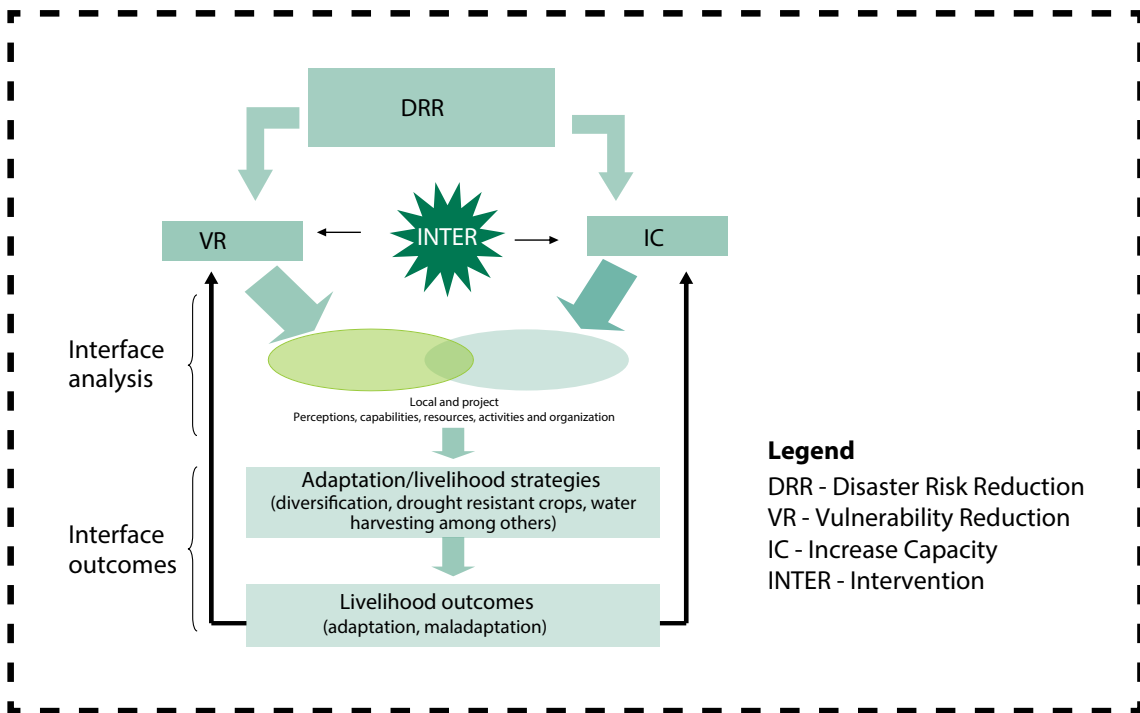 DRR
VR
INTER
IC
Interface
analysis
Local and project
Perceptions, capabilities, resources, activities and organization
Adaptation/livelihood strategies
(diversification, drought resistant crops, water
harvesting among others)
Interface
outcomes
Livelihood outcomes
(adaptation, maladaptation)
Legend
DRR - Disaster Risk Reduction
VR - Vulnerability Reduction
IC - Increase Capacity
INTER - Intervention